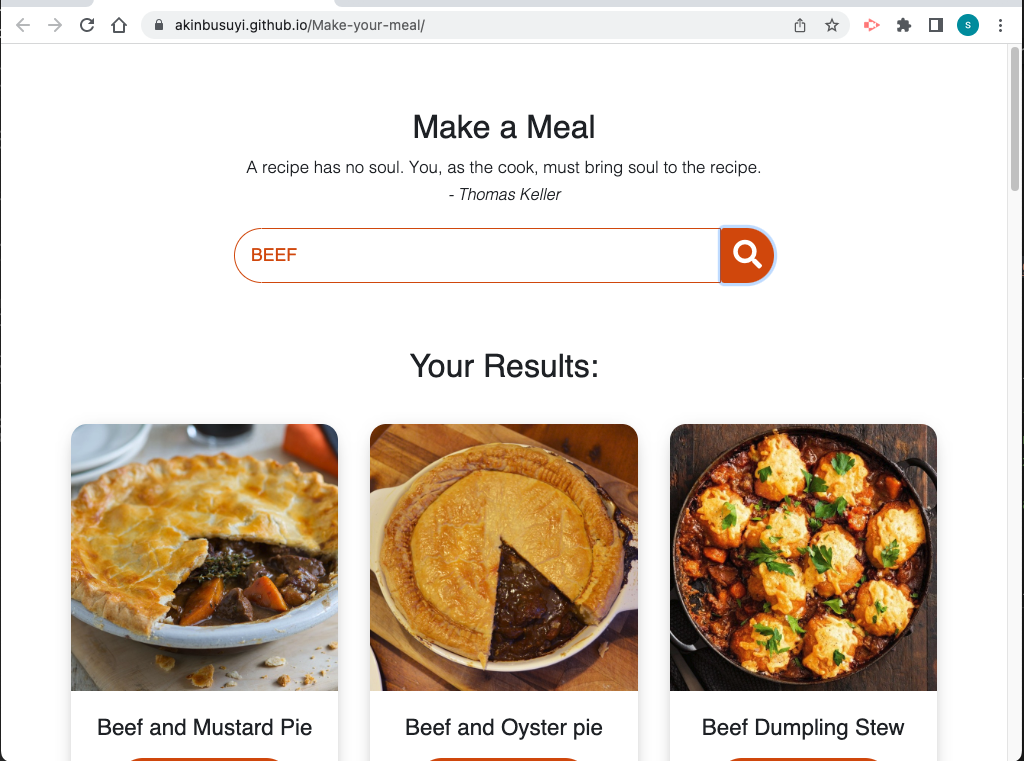 akinbusuyi.github.io/Make-your-meal/
S
Make a Meal
A recipe has no soul. You, as the cook, must bring soul to the recipe.
- Thomas Keller
BEEF
Your Results:
Beef and Mustard Pie
Beef and Oyster pie
Beef Dumpling Stew